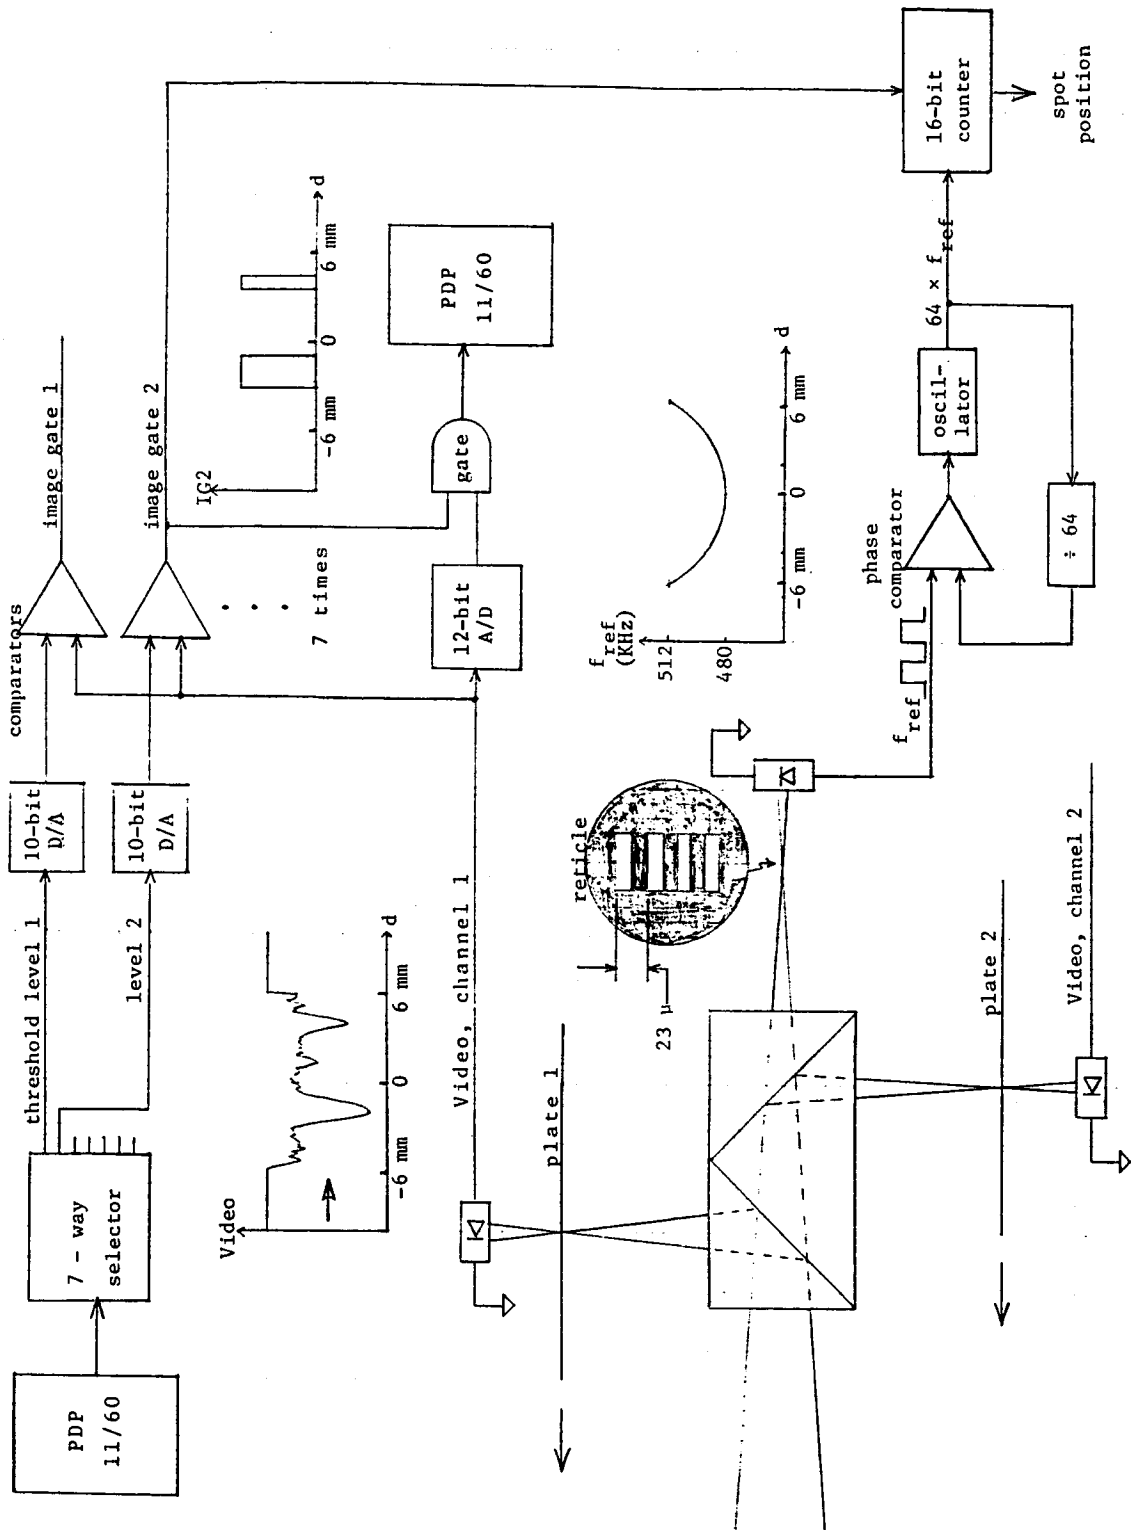 PDP
11/60
7 - way
selector
threshold level 1
level 2
10-bit
D/A
10-bit
D/A
comparators
image gate 1
image gate 2
7 times
IG2
-6 mm
0
6 mm
d
Video
-6 mm
0
6 mm
d
12-bit
A/D
gate
PDP
11/60
16-bit
counter
spot
position
Video, channel 1
plate 1
reticle
23 μ
f ref
(KHz)
512
480
-6 mm
0
6 mm
d
f ref
phase
comparator
oscil-
lator
64 × f ref
÷ 64
plate 2
Video, channel 2